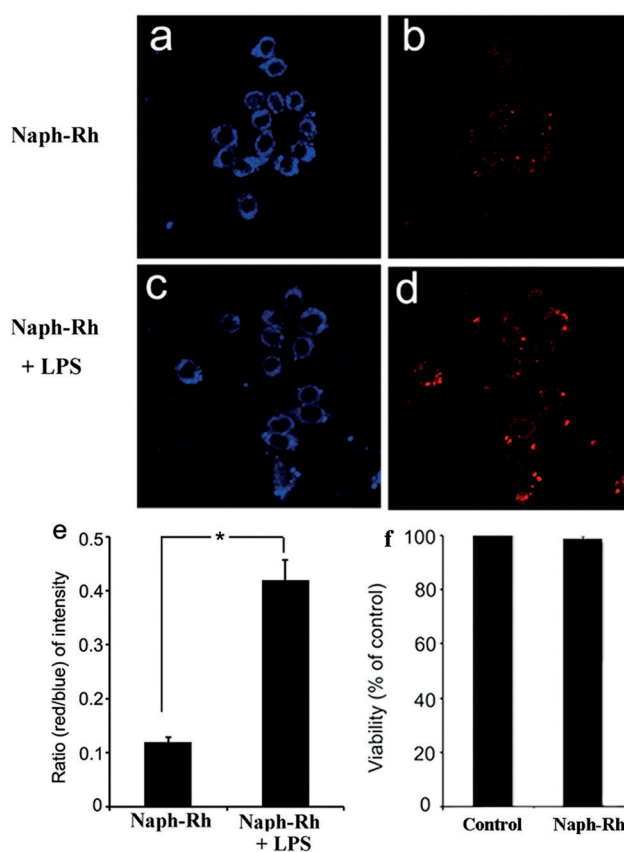 a
b
Naph-Rh
c
d
Naph-Rh
+ LPS
e
f
Ratio (red/blue) of intensity
0.5
0.4
0.3
0.2
0.1
0
*
Naph-Rh
Naph-Rh
+ LPS
Viability (% of control)
100
80
60
40
20
0
Control
Naph-Rh